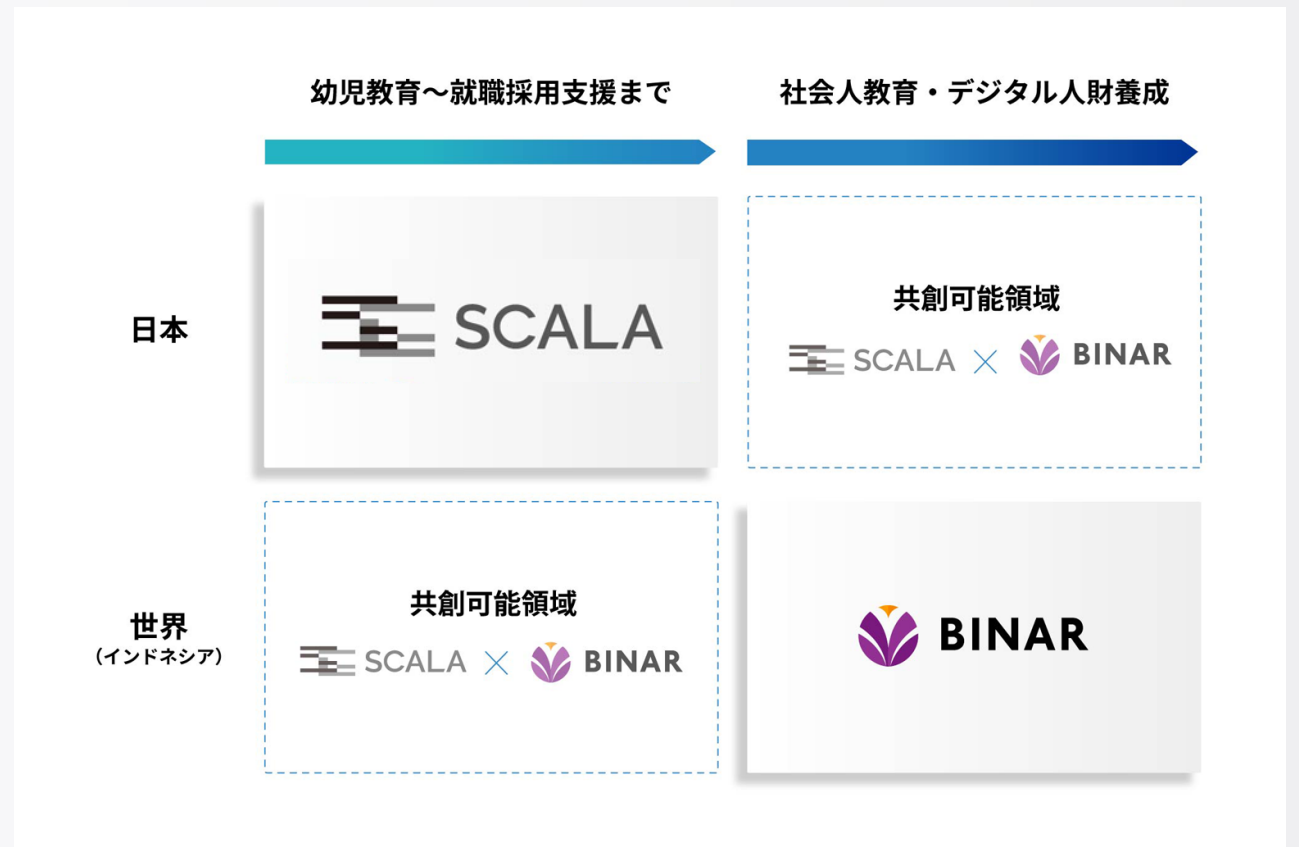 幼児教育～就職採用支援まで
社会人教育・デジタル人財養成
日本
SCALA
共創可能領域
SCALA × BINAR
世界
（インドネシア）
共創可能領域
SCALA × BINAR
BINAR